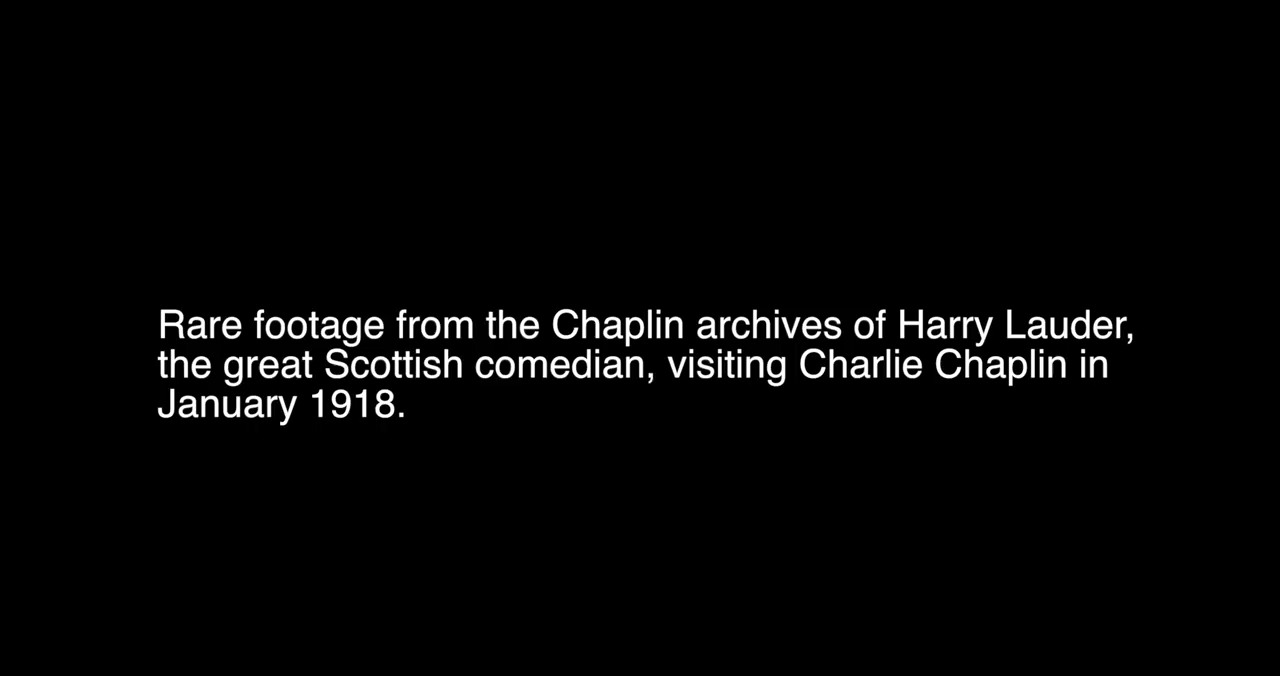 Rare footage from the Chaplin archives of Harry Lauder,
the great Scottish comedian, visiting Charlie Chaplin in
January 1918.